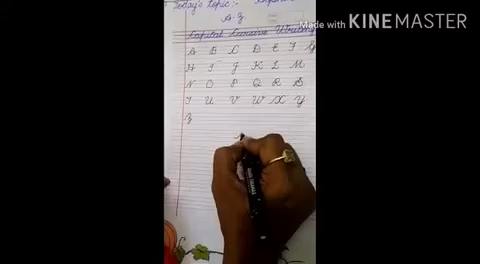 Today's topic :-
A-Z
Made with KINEMASTER
Capital Cursive Writing
A B C D E F G
H I J K L M
N O P Q R S
T U V W X Y
Z